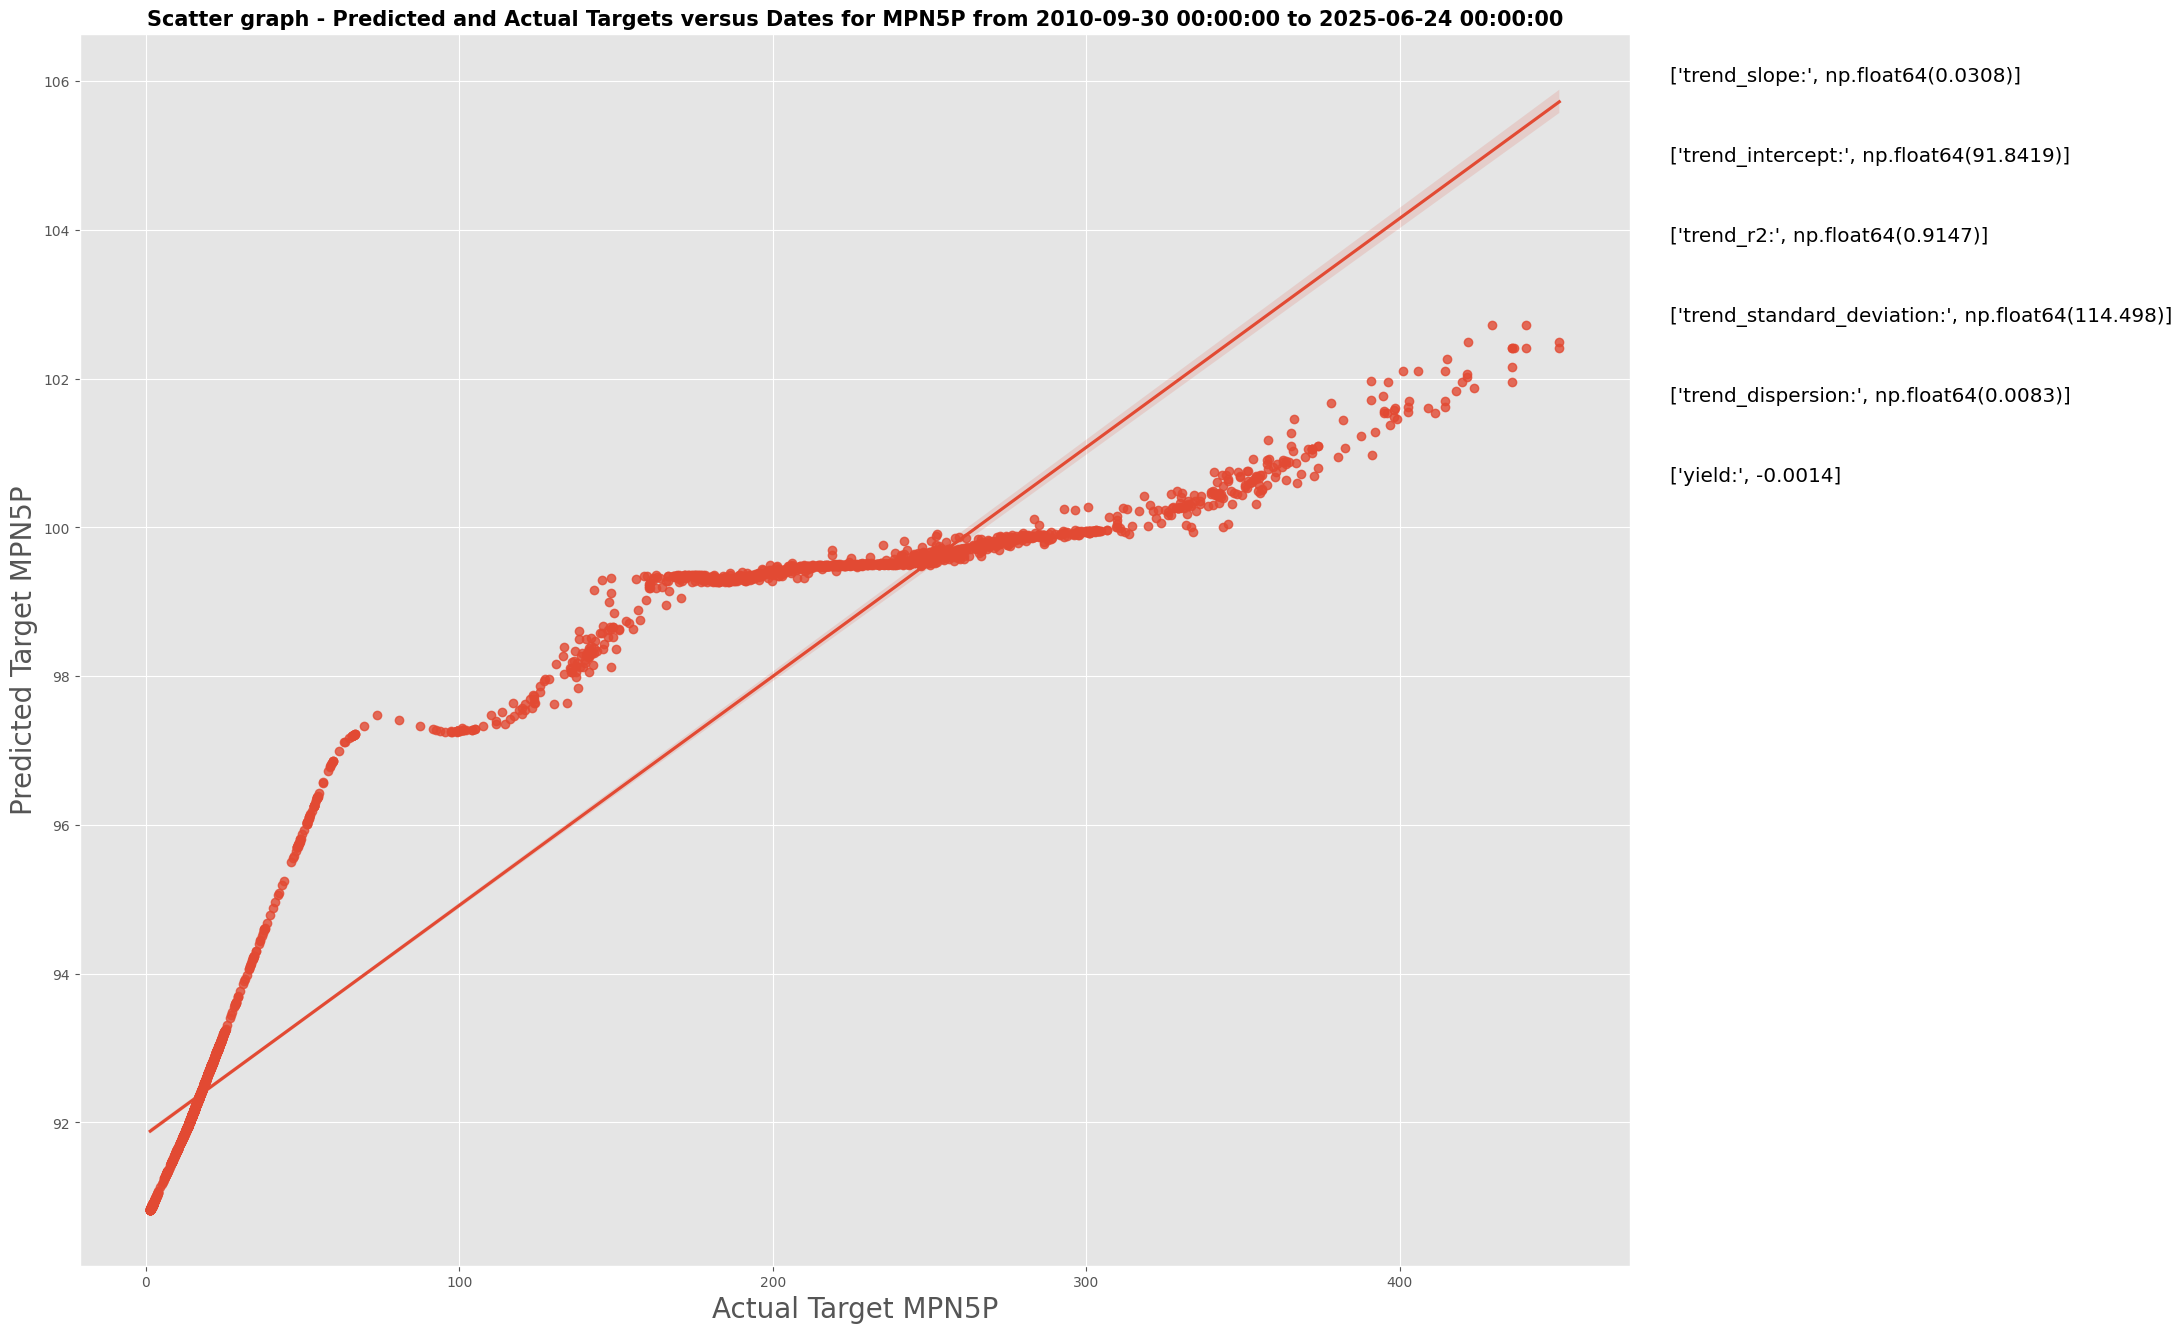 Scatter graph - Predicted and Actual Targets versus Dates for MPN5P from 2010-09-30 00:00:00 to 2025-06-24 00:00:00
['trend_slope:', np.float64(0.0308)]
['trend_intercept:', np.float64(91.8419)]
['trend_r2:', np.float64(0.9147)]
['trend_standard_deviation:', np.float64(114.498)]
['trend_dispersion:', np.float64(0.0083)]
['yield:', -0.0014]
Predicted Target MPN5P
106
104
102
100
98
96
94
92
0
100
200
300
400
Actual Target MPN5P